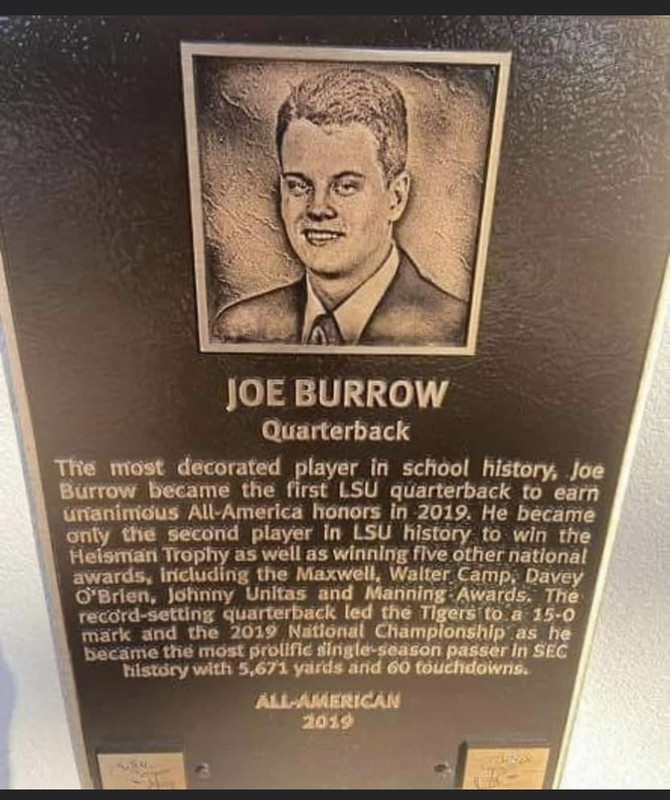 JOE BURROW
Quarterback
The most decorated player in school history, Joe
Burrow became the first LSU quarterback to earn
unanimous All-America honors in 2019. He became
only the second player in LSU history to win the
Heisman Trophy as well as winning five other national
awards, including the Maxwell, Walter Camp, Davey
O'Brien, Johnny Unitas and Manning Awards. The
record-setting quarterback led the Tigers to a 15-0
mark and the 2019 National Championship as he
became the most prolific single-season passer in SEC
history with 5,671 yards and 60 touchdowns.
ALL-AMERICAN
2019